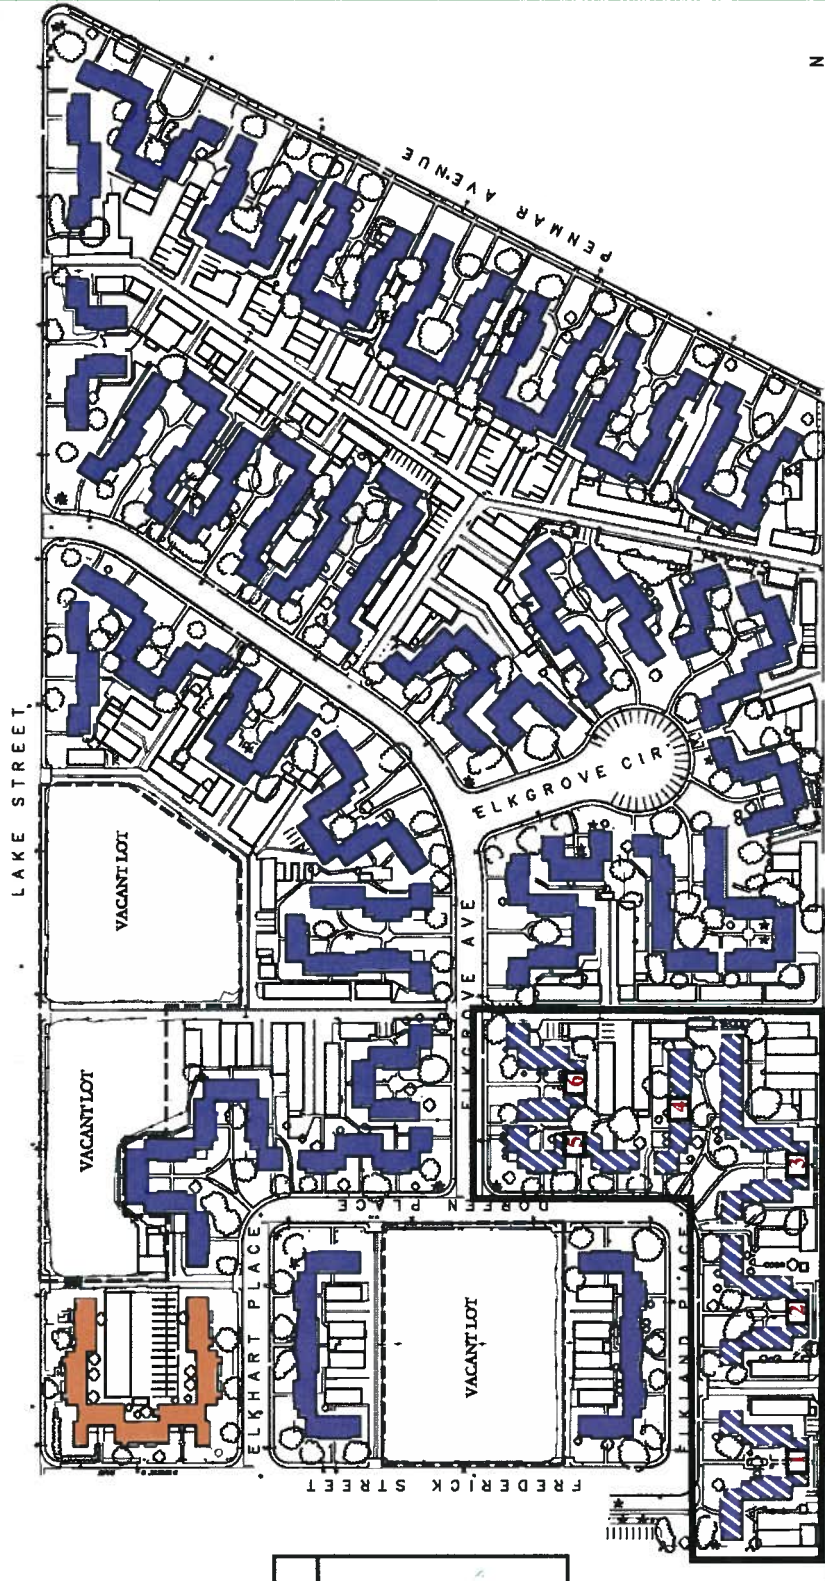 N
PENMAR AVENUE
LAKE STREET
ELKGROVE CIR.
VACANT LOT
ELKGROVE AVE
VACANT LOT
6
5
4
3
DOREEN PLACE
ELKHART PLACE
VACANT LOT
ELKLAND PLACE
2
FREDERICK STREET
1